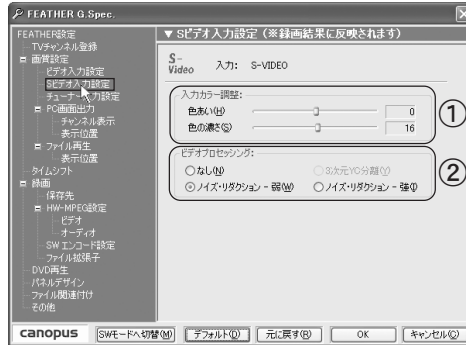 FEATHER G.Spec.
FEATHER設定
TVチャンネル登録
画質設定
ビデオ入力設定
Sビデオ入力設定
チューナー入力設定
PC画面出力
チャンネル表示
表示位置
ファイル再生
表示位置
タイムシフト
録画
保存先
HW-MPEG設定
ビデオ
オーディオ
SW エンコード設定
ファイル拡張子
DVD再生
パネルデザイン
ファイル関連付け
その他
▼ Sビデオ入力設定（※録画結果に反映されます）
S-Video 入力: S-VIDEO
入力カラー調整:
色あい(H) 0
色の濃さ(S) 16
①
ビデオプロセッシング:
なし(N) 3次元YC分離(Y)
ノイズ・リダクション - 弱(W) ノイズ・リダクション - 強(I)
②
canopus SWモードへ切替(M) デフォルト(D) 元に戻す(R) OK キャンセル(C)